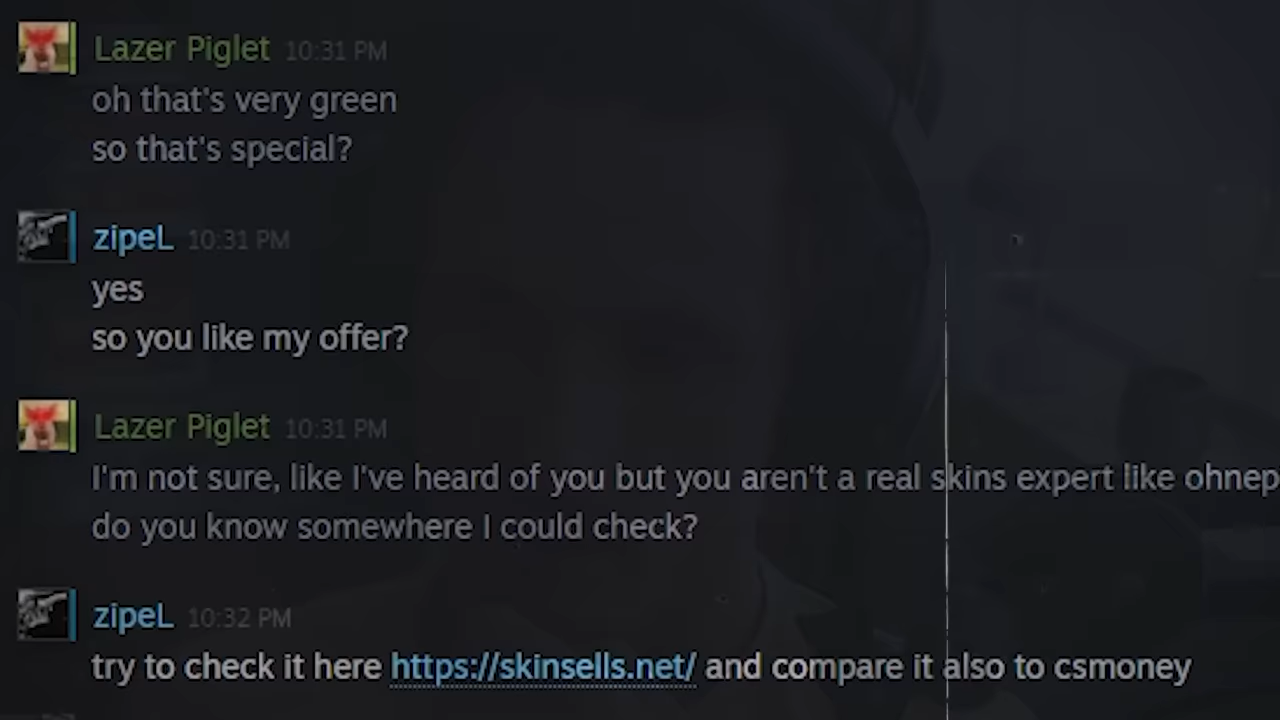 Lazer Piglet 10:31 PM
oh that's very green
so that's special?
zipeL 10:31 PM
yes
so you like my offer?
Lazer Piglet 10:31 PM
I'm not sure, like I've heard of you but you aren't a real skins expert like ohnep
do you know somewhere I could check?
zipeL 10:32 PM
try to check it here https://skinsells.net/ and compare it also to csmoney